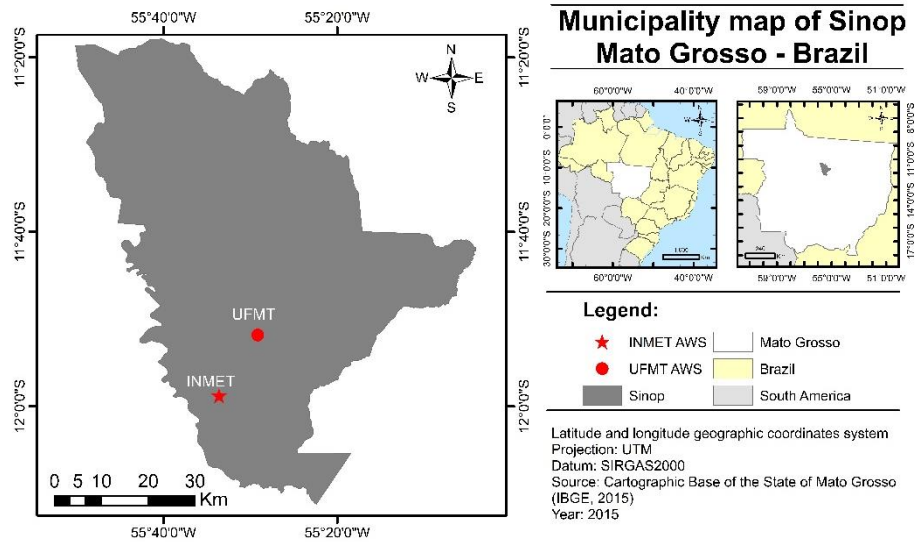 Municipality map of Sinop
Mato Grosso - Brazil
55°40'0"W 55°20'0"W
11°20'0"S
11°40'0"S
12°0'0"S
N
W E
S
UFMT
INMET
0 5 10 20 30
Km
11°20'0"S
11°40'0"S
12°0'0"S
55°40'0"W 55°20'0"W
60°0'0"W 40°0'0"W
0°0'0"
10°0'0"S
20°0'0"S
30°0'0"S
Km
60°0'0"W 40°0'0"W
59°0'0"W 55°0'0"W 51°0'0"W
8°0'0"S
11°0'0"S
14°0'0"S
17°0'0"S
59°0'0"W 55°0'0"W 51°0'0"W
Legend:
INMET AWS Mato Grosso
UFMT AWS Brazil
Sinop South America
Latitude and longitude geographic coordinates system
Projection: UTM
Datum: SIRGAS2000
Source: Cartographic Base of the State of Mato Grosso
(IBGE, 2015)
Year: 2015